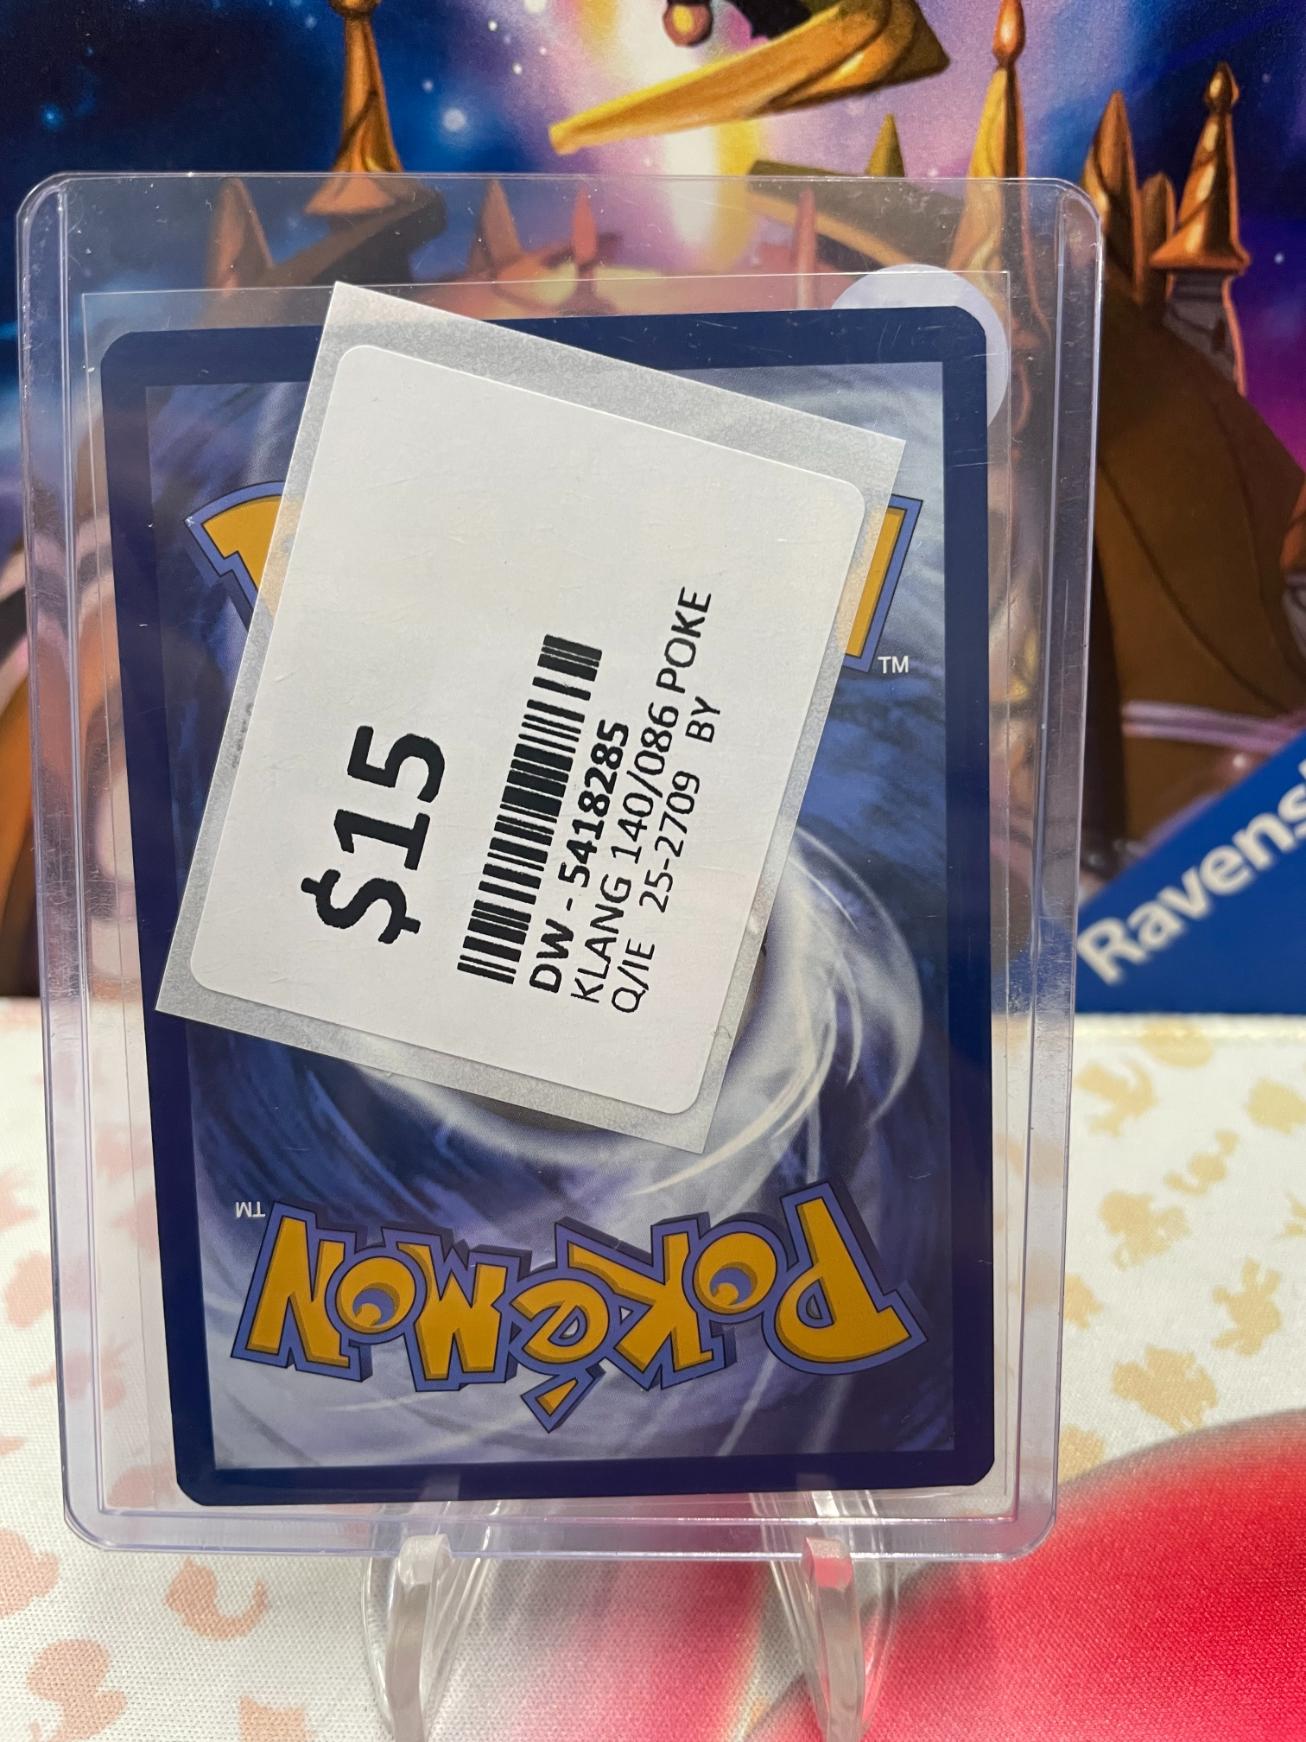 $15
DW - 5418285
KLANG 140/086 POKE
Q/IE 25-2709 BY
TM
TM
POKéMON
Ravens